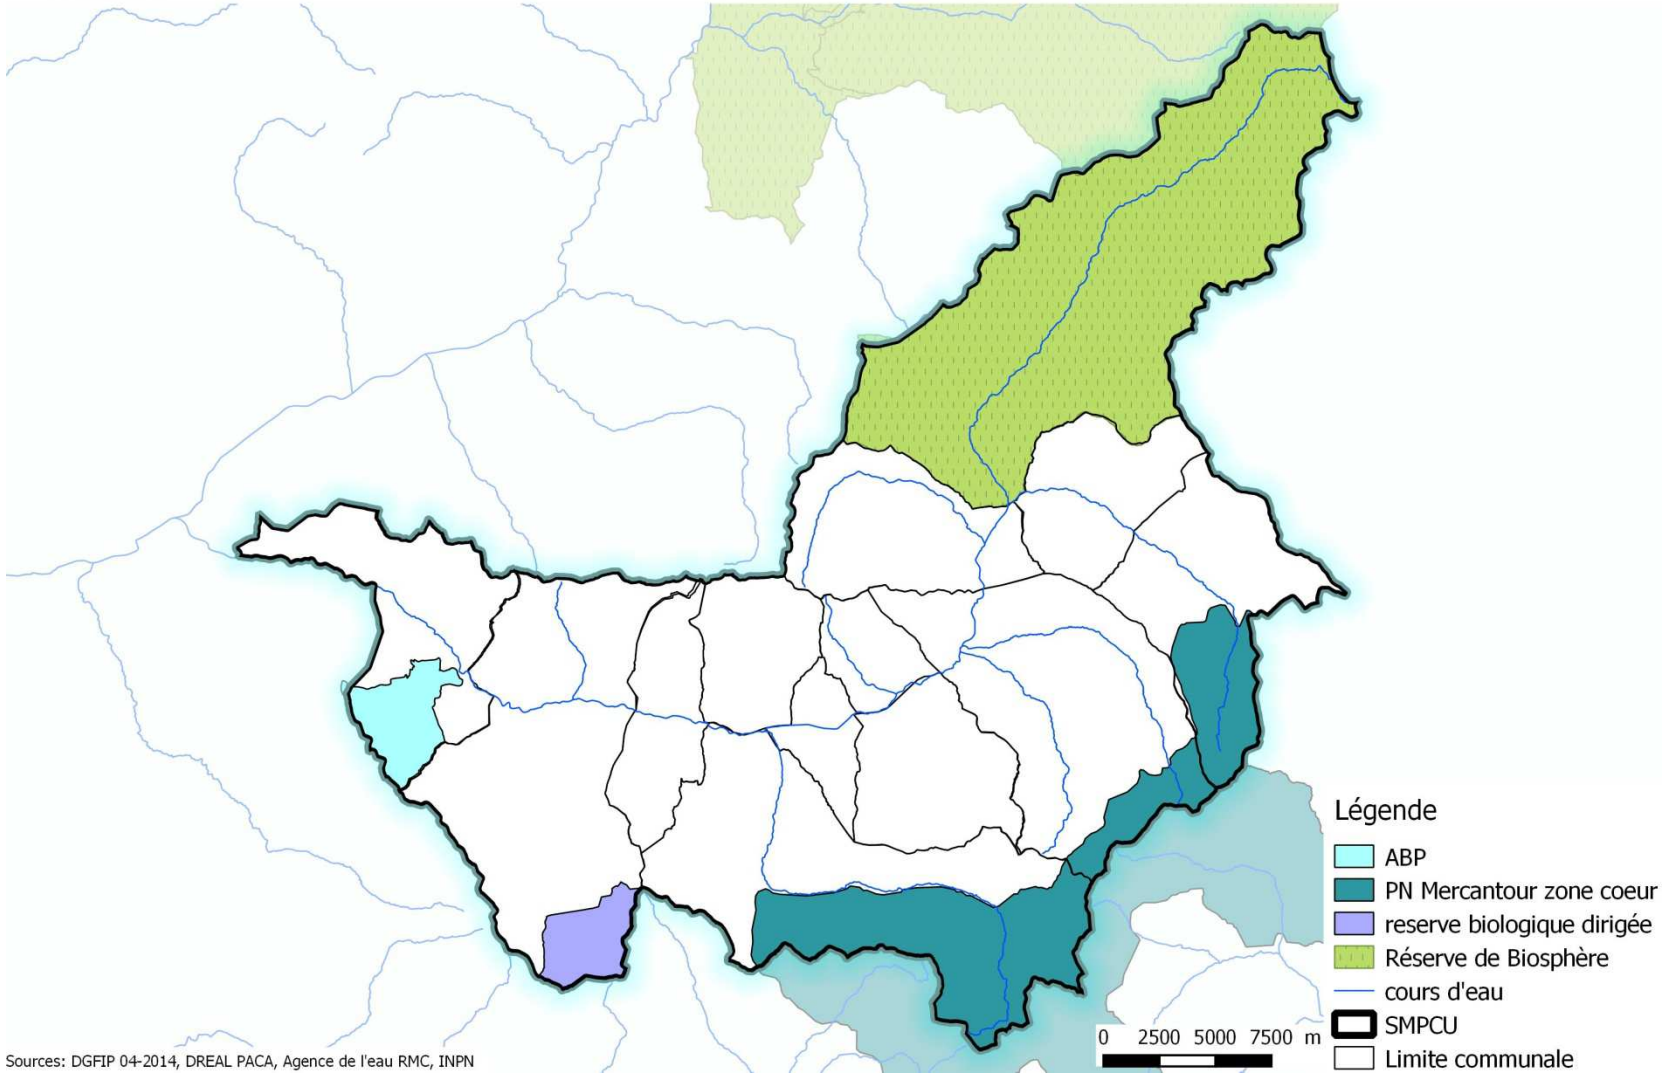 Légende
ABP
PN Mercantour zone coeur
reserve biologique dirigée
Réserve de Biosphère
cours d'eau
SMPCU
Limite communale
0 2500 5000 7500 m
Sources: DGFIP 04-2014, DREAL PACA, Agence de l'eau RMC, INPN